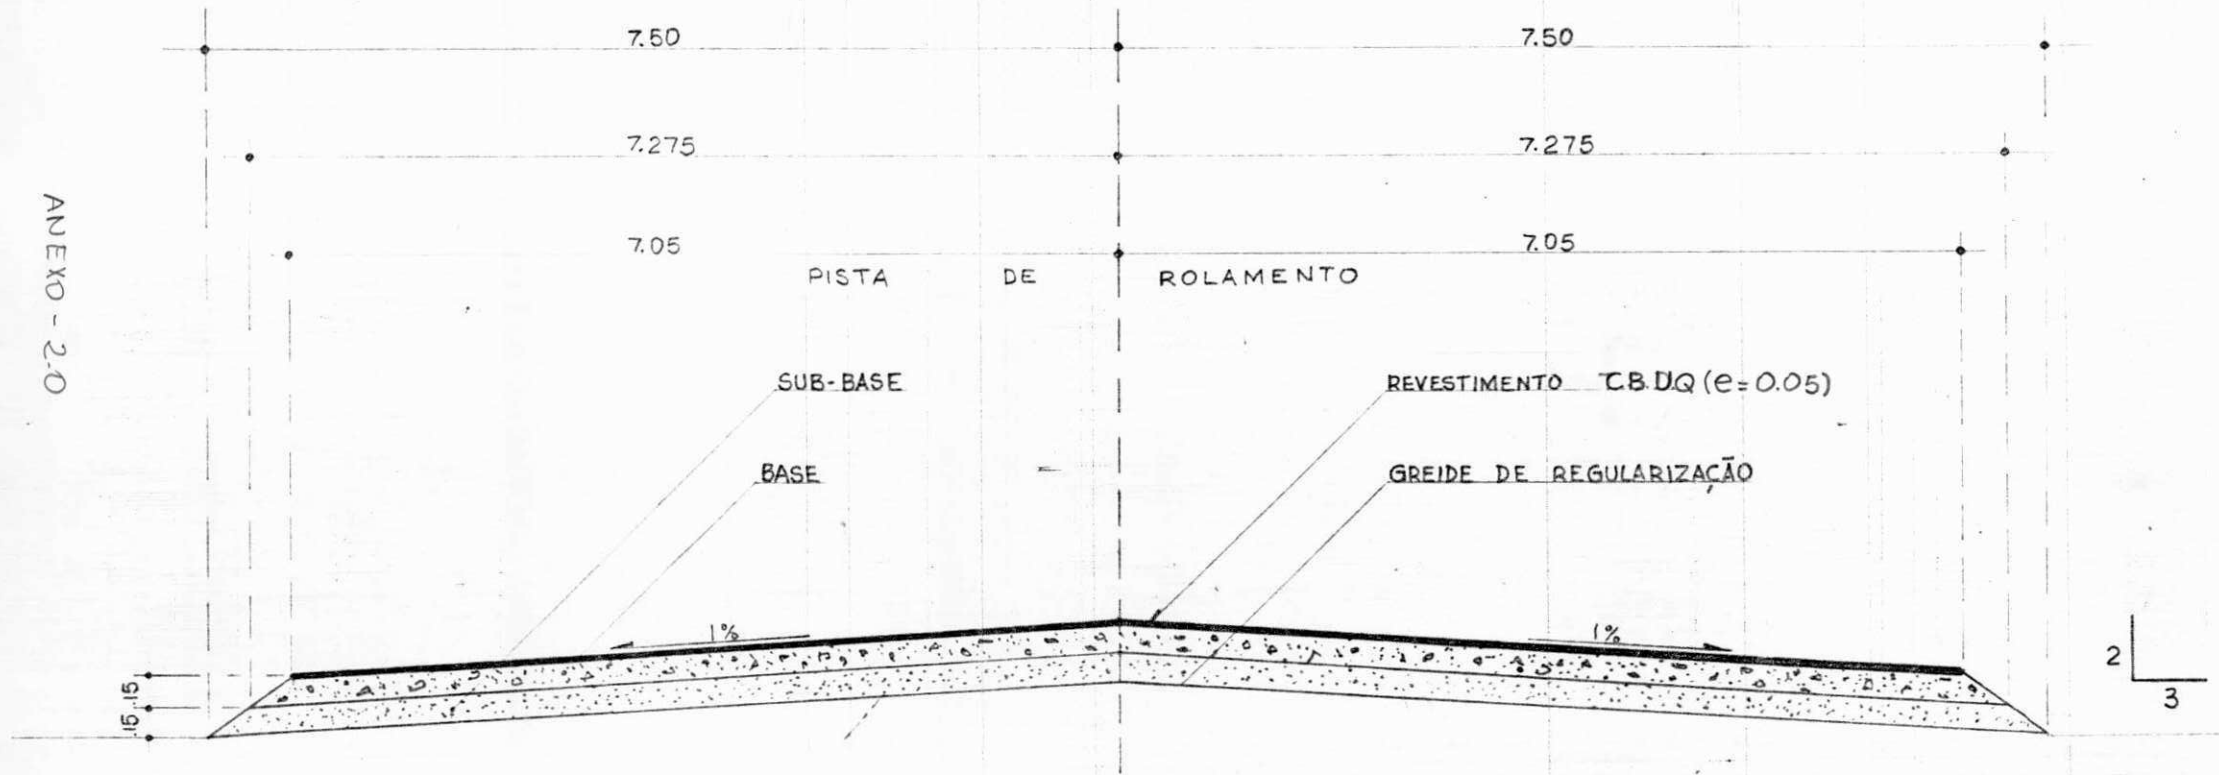 7.50 7.50
7.275 7.275
7.05 7.05
PISTA DE ROLAMENTO
ANEXO - 2.0
SUB-BASE
REVESTIMENTO C.B.U.Q (e=0.05)
BASE
GREIDE DE REGULARIZAÇÃO
1% 1%
.15
.15
2
3